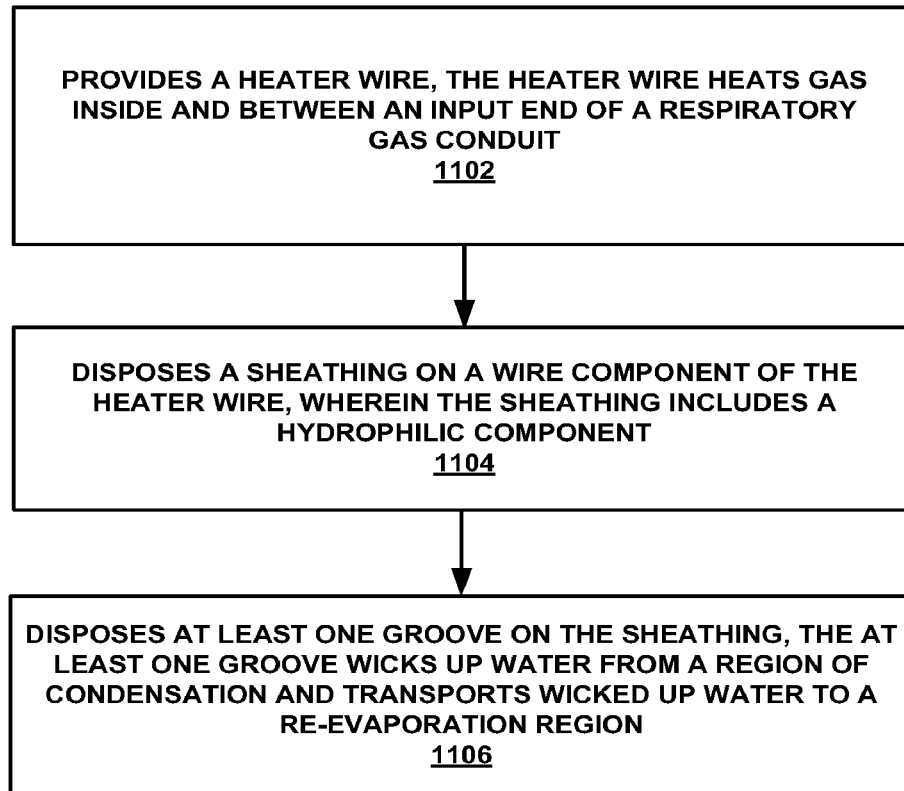 PROVIDES A HEATER WIRE, THE HEATER WIRE HEATS GAS
INSIDE AND BETWEEN AN INPUT END OF A RESPIRATORY
GAS CONDUIT
1102
DISPOSES A SHEATHING ON A WIRE COMPONENT OF THE
HEATER WIRE, WHEREIN THE SHEATHING INCLUDES A
HYDROPHILIC COMPONENT
1104
DISPOSES AT LEAST ONE GROOVE ON THE SHEATHING, THE AT
LEAST ONE GROOVE WICKS UP WATER FROM A REGION OF
CONDENSATION AND TRANSPORTS WICKED UP WATER TO A
RE-EVAPORATION REGION
1106